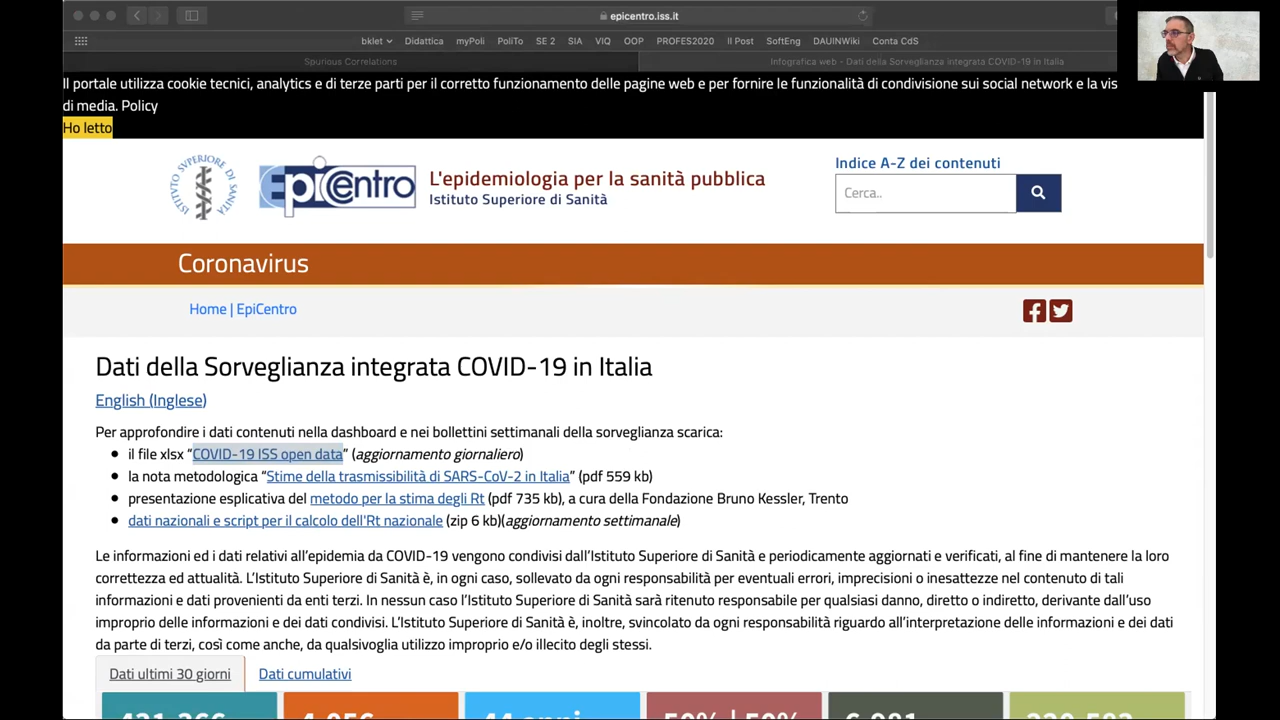 epicentro.iss.it
bklet Didattica myPoli PoliTo SE 2 SIA VIQ OOP PROFES2020 Il Post SoftEng DAUINWiki Conta CdS
Spurious Correlations
Infografica web - Dati della Sorveglianza integrata COVID-19 in Italia
Il portale utilizza cookie tecnici, analytics e di terze parti per il corretto funzionamento delle pagine web e per fornire le funzionalità di condivisione sui social network e la vis
di media. Policy
Ho letto
ISTITUTO SUPERIORE DI SANITÀ
EpiCentro
L'epidemiologia per la sanità pubblica
Istituto Superiore di Sanità
Indice A-Z dei contenuti
Cerca..
Coronavirus
Home | EpiCentro
Dati della Sorveglianza integrata COVID-19 in Italia
English (Inglese)
Per approfondire i dati contenuti nella dashboard e nei bollettini settimanali della sorveglianza scarica:
il file xlsx “COVID-19 ISS open data” (aggiornamento giornaliero)
la nota metodologica “Stime della trasmissibilità di SARS-CoV-2 in Italia” (pdf 559 kb)
presentazione esplicativa del metodo per la stima degli Rt (pdf 735 kb), a cura della Fondazione Bruno Kessler, Trento
dati nazionali e script per il calcolo dell'Rt nazionale (zip 6 kb)(aggiornamento settimanale)
Le informazioni ed i dati relativi all’epidemia da COVID-19 vengono condivisi dall’Istituto Superiore di Sanità e periodicamente aggiornati e verificati, al fine di mantenere la loro
correttezza ed attualità. L’Istituto Superiore di Sanità è, in ogni caso, sollevato da ogni responsabilità per eventuali errori, imprecisioni o inesattezze nel contenuto di tali
informazioni e dati provenienti da enti terzi. In nessun caso l’Istituto Superiore di Sanità sarà ritenuto responsabile per qualsiasi danno, diretto o indiretto, derivante dall’uso
improprio delle informazioni e dei dati condivisi. L’Istituto Superiore di Sanità è, inoltre, svincolato da ogni responsabilità riguardo all’interpretazione delle informazioni e dei dati
da parte di terzi, così come anche, da qualsivoglia utilizzo improprio e/o illecito degli stessi.
Dati ultimi 30 giorni Dati cumulativi
44 anni 50% | 50%